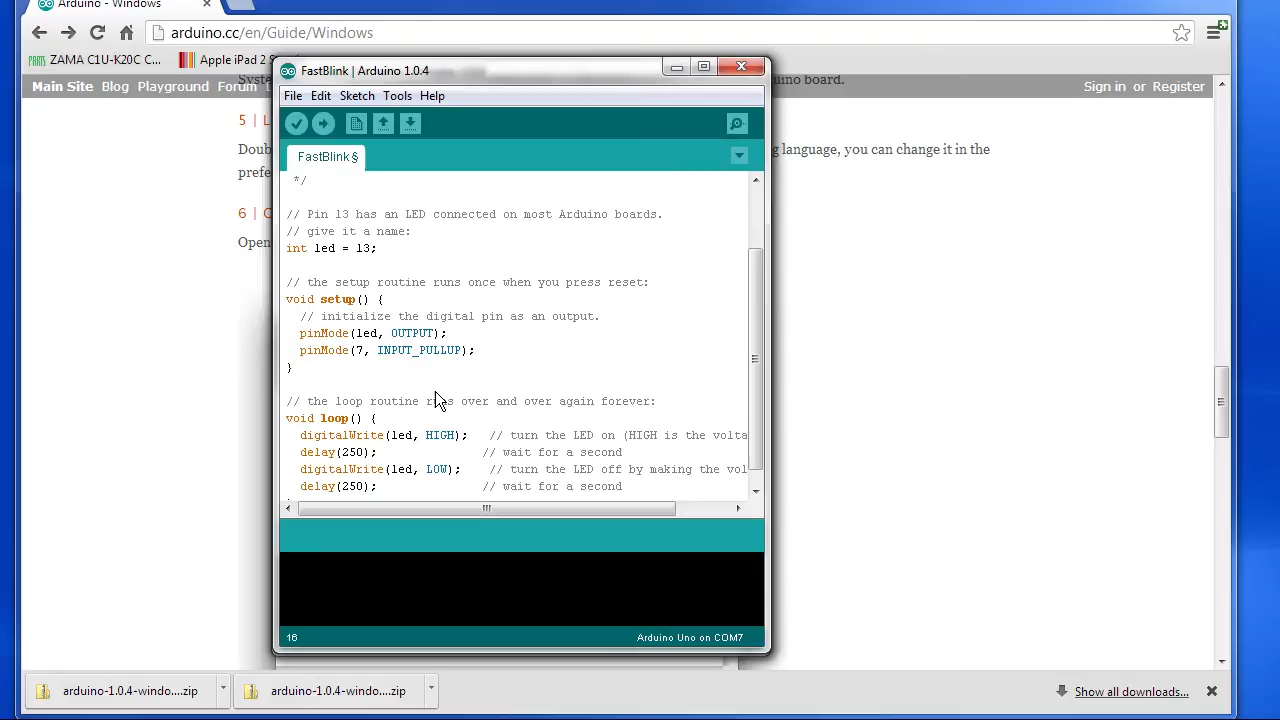 Arduino - Windows
arduino.cc/en/Guide/Windows
ZAMA C1U-K20C C...
Apple iPad 2 S
FastBlink | Arduino 1.0.4
duino board.
Main Site Blog Playground Forum
Sign in or Register
File Edit Sketch Tools Help
5 | L
Doub
g language, you can change it in the
prefe
FastBlink §
6 | C
Open
*/
// Pin 13 has an LED connected on most Arduino boards.
// give it a name:
int led = 13;
// the setup routine runs once when you press reset:
void setup() {
// initialize the digital pin as an output.
pinMode(led, OUTPUT);
pinMode(7, INPUT_PULLUP);
}
// the loop routine runs over and over again forever:
void loop() {
digitalWrite(led, HIGH); // turn the LED on (HIGH is the volta
delay(250); // wait for a second
digitalWrite(led, LOW); // turn the LED off by making the vol
delay(250); // wait for a second
16
Arduino Uno on COM7
arduino-1.0.4-windo....zip
arduino-1.0.4-windo....zip
Show all downloads...